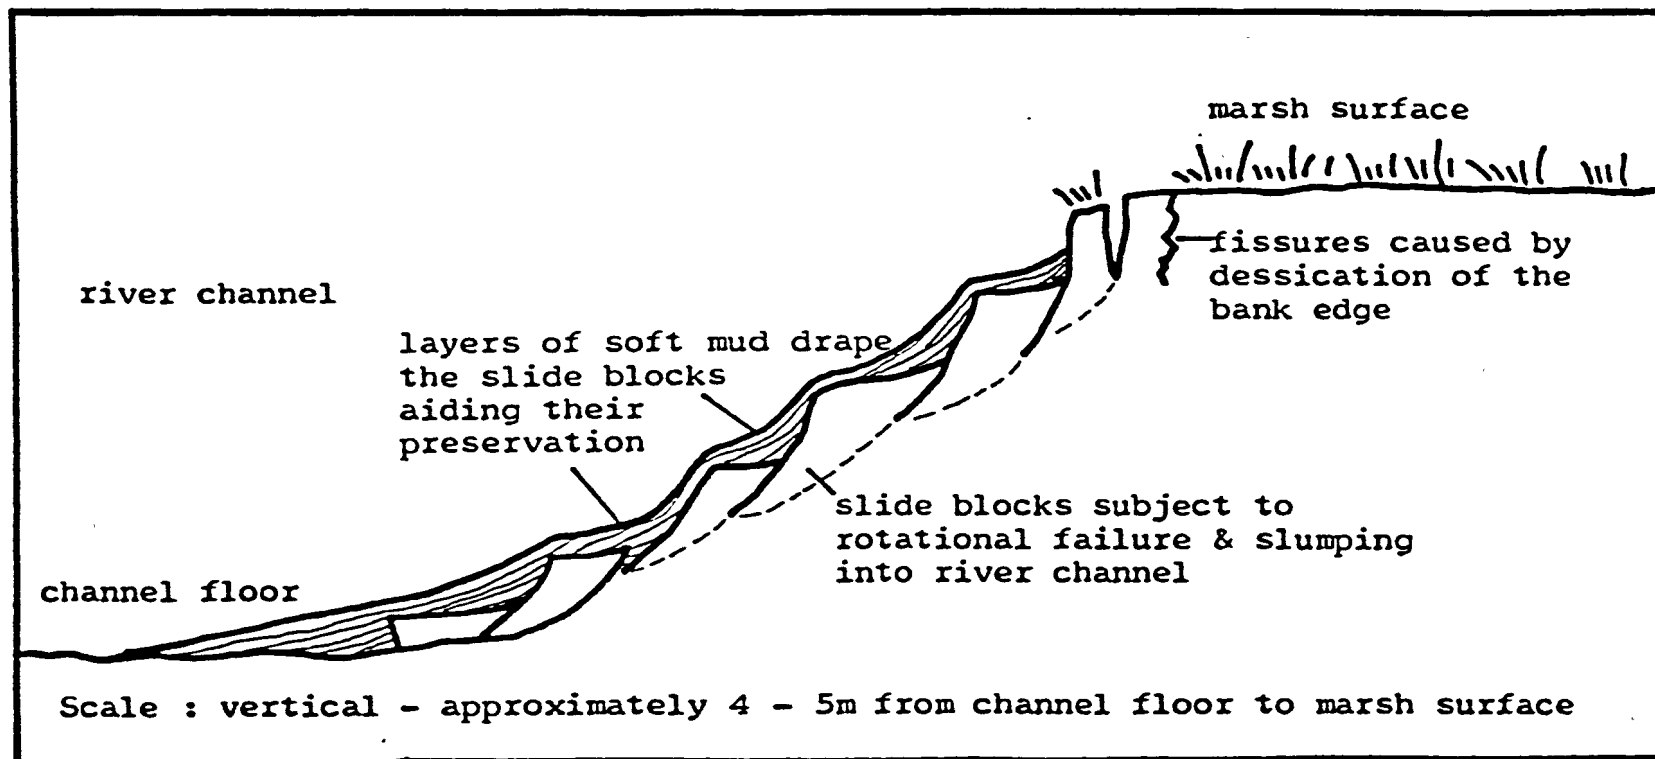 marsh surface
fissures caused by
dessication of the
bank edge
river channel
layers of soft mud drape
the slide blocks
aiding their
preservation
slide blocks subject to
rotational failure & slumping
into river channel
channel floor
Scale : vertical - approximately 4 - 5m from channel floor to marsh surface